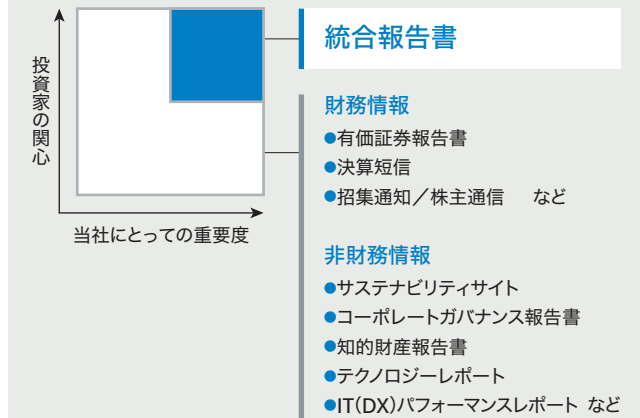 投資家の関心
当社にとっての重要度
統合報告書
財務情報
●有価証券報告書
●決算短信
●招集通知／株主通信 など
非財務情報
●サステナビリティサイト
●コーポレートガバナンス報告書
●知的財産報告書
●テクノロジーレポート
●IT(DX)パフォーマンスレポート など